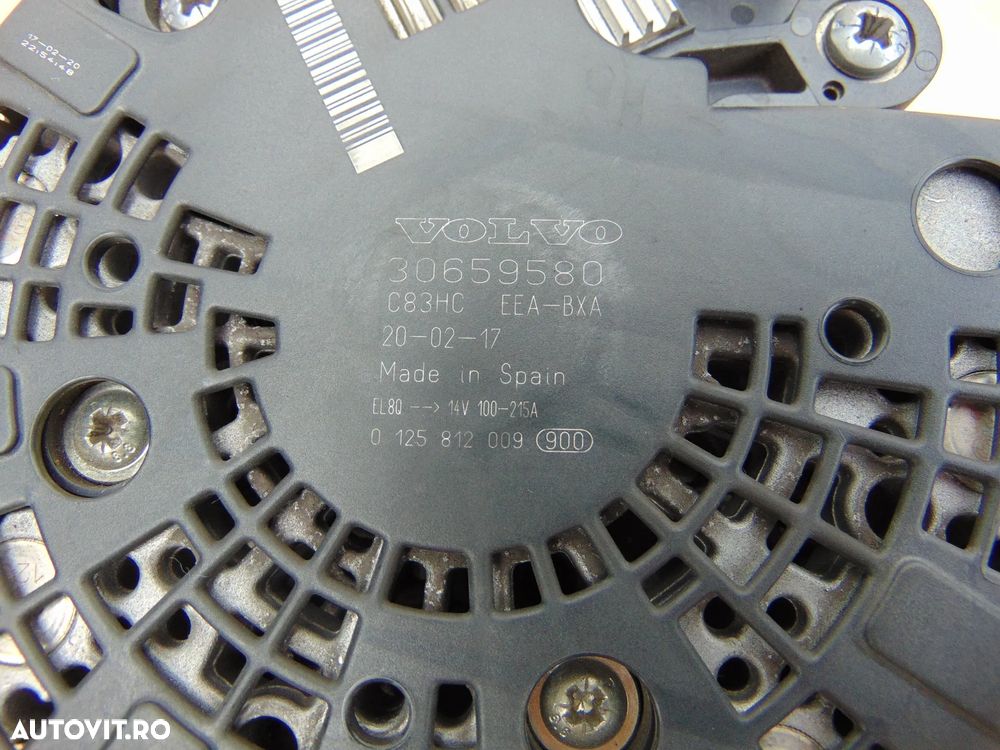 17-02-20
22:54:48
VOLVO
30659580
C83HC EEA-BXA
20-02-17
Made in Spain
EL8Q --> 14V 100-215A
0 125 812 009 900
AUTOVIT.RO